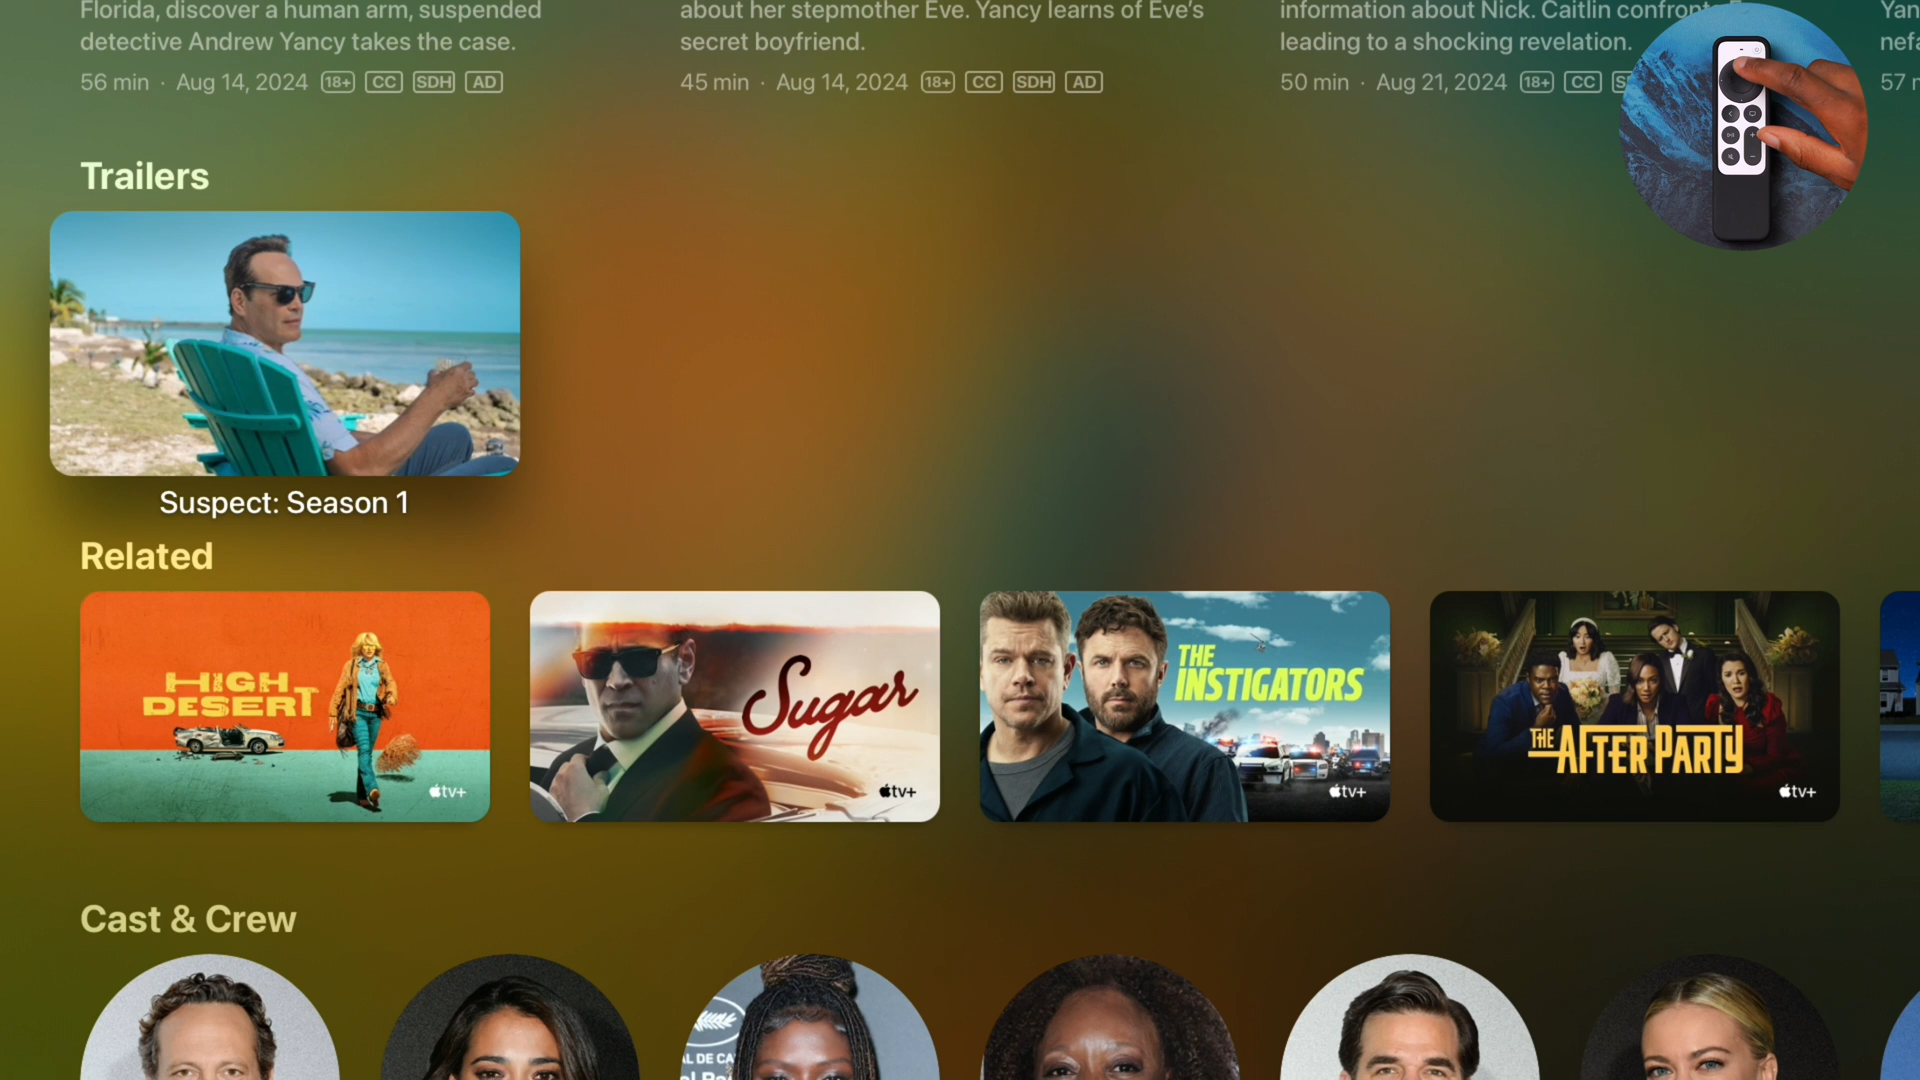 Florida, discover a human arm, suspended
detective Andrew Yancy takes the case.
56 min · Aug 14, 2024 18+ CC SDH AD
about her stepmother Eve. Yancy learns of Eve's
secret boyfriend.
45 min · Aug 14, 2024 18+ CC SDH AD
information about Nick. Caitlin confronts
leading to a shocking revelation.
50 min · Aug 21, 2024 18+ CC
57
Trailers
Suspect: Season 1
Related
HIGH
DESERT
tv+
Sugar
tv+
THE
INSTIGATORS
tv+
THE AFTER PARTY
tv+
Cast & Crew